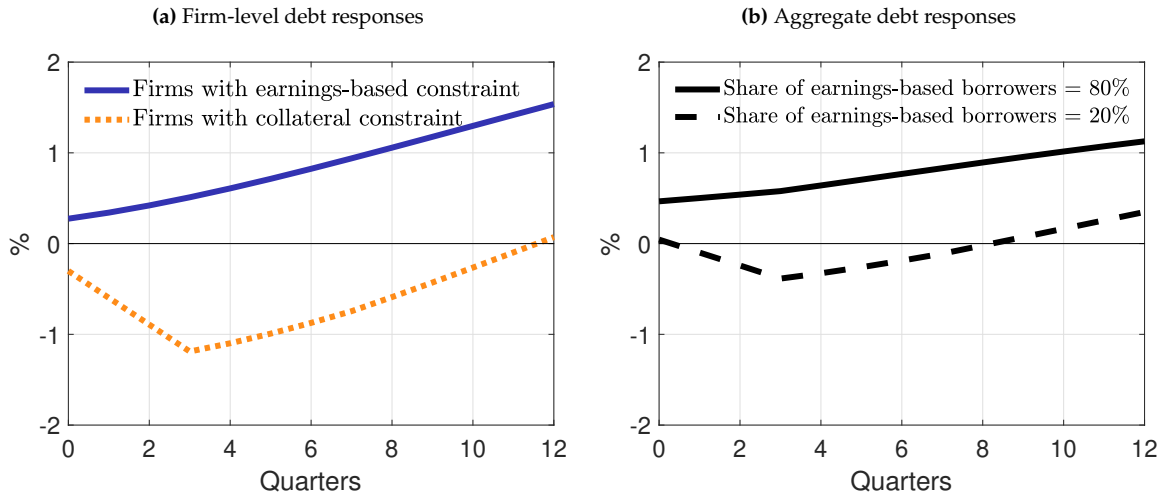 (a) Firm-level debt responses
2
1
0
-1
-2
%
Firms with earnings-based constraint
Firms with collateral constraint
0 2 4 6 8 10 12
Quarters
(b) Aggregate debt responses
2
1
0
-1
-2
%
Share of earnings-based borrowers = 80%
Share of earnings-based borrowers = 20%
0 2 4 6 8 10 12
Quarters